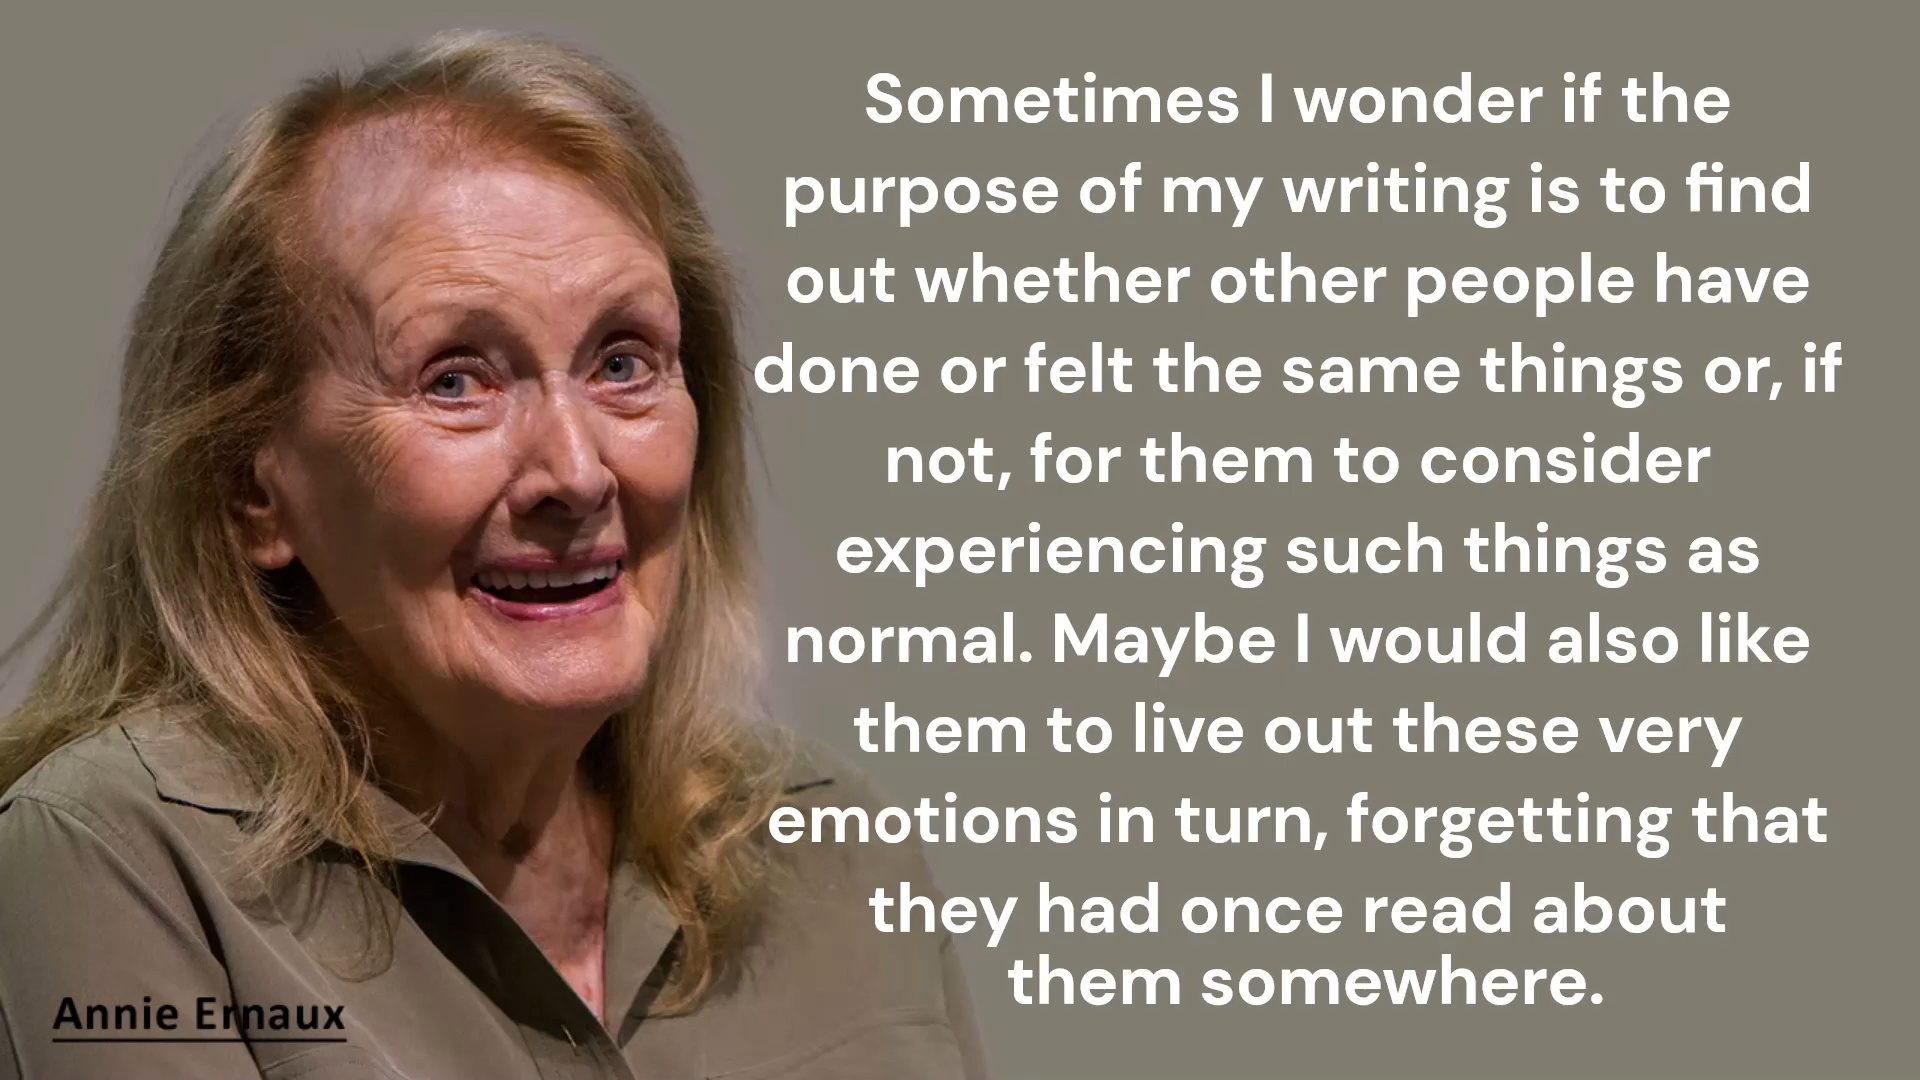 Sometimes I wonder if the
purpose of my writing is to find
out whether other people have
done or felt the same things or, if
not, for them to consider
experiencing such things as
normal. Maybe I would also like
them to live out these very
emotions in turn, forgetting that
they had once read about
them somewhere.
Annie Ernaux